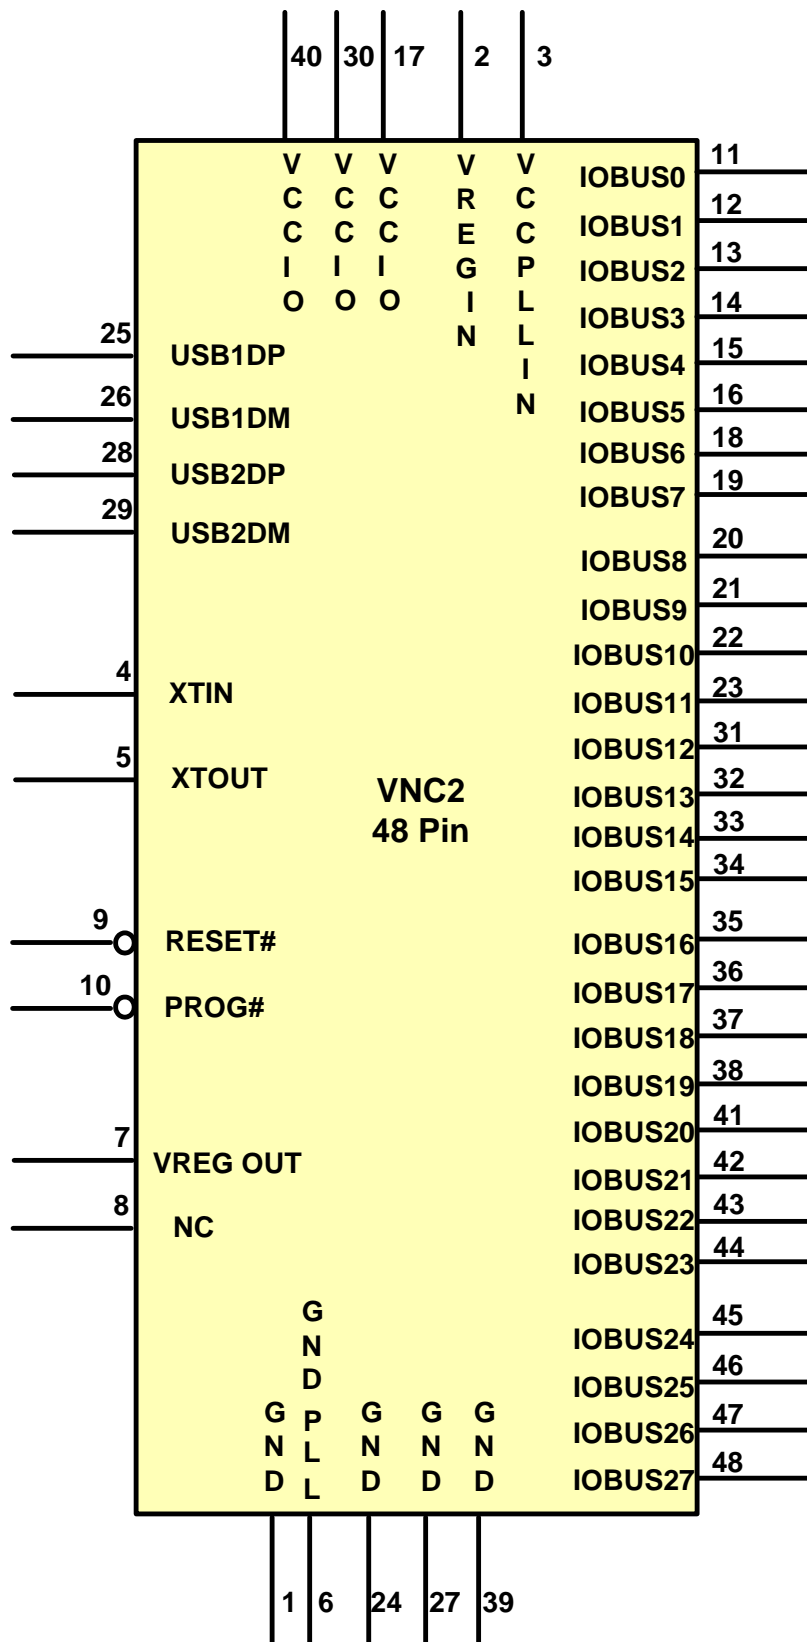 40 30 17 2 3
VCCIO
VCCIO
VCCIO
VREGIN
VCCPLLIN
25
USB1DP
26
USB1DM
28
USB2DP
29
USB2DM
4
XTIN
5
XTOUT
9
RESET#
10
PROG#
7
VREG OUT
8
NC
VNC2
48 Pin
IOBUS0 11
IOBUS1 12
IOBUS2 13
IOBUS3 14
IOBUS4 15
IOBUS5 16
IOBUS6 18
IOBUS7 19
IOBUS8 20
IOBUS9 21
IOBUS10 22
IOBUS11 23
IOBUS12 31
IOBUS13 32
IOBUS14 33
IOBUS15 34
IOBUS16 35
IOBUS17 36
IOBUS18 37
IOBUS19 38
IOBUS20 41
IOBUS21 42
IOBUS22 43
IOBUS23 44
IOBUS24 45
IOBUS25 46
IOBUS26 47
IOBUS27 48
GND
GND PLL
GND
GND
GND
1 6 24 27 39